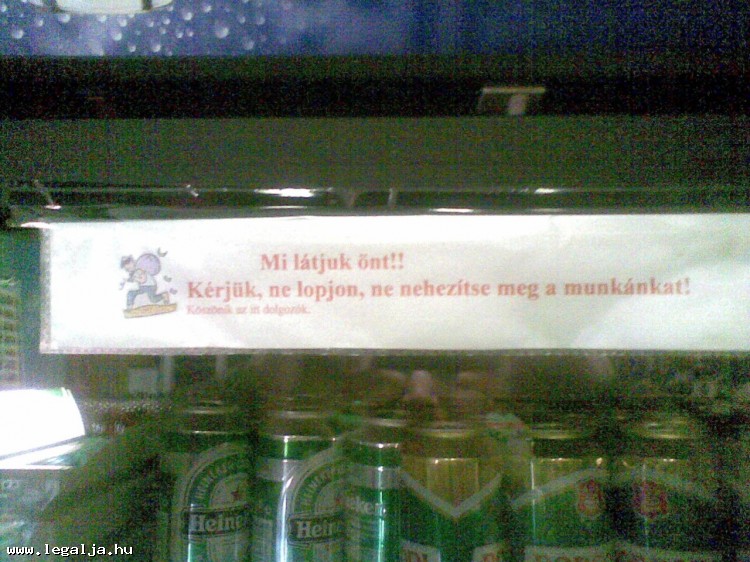 Mi látjuk önt!!
Kérjük, ne lopjon, ne nehezítse meg a munkánkat!
Köszönik az itt dolgozók.
Heine
Heine
eken
www.legalja.hu